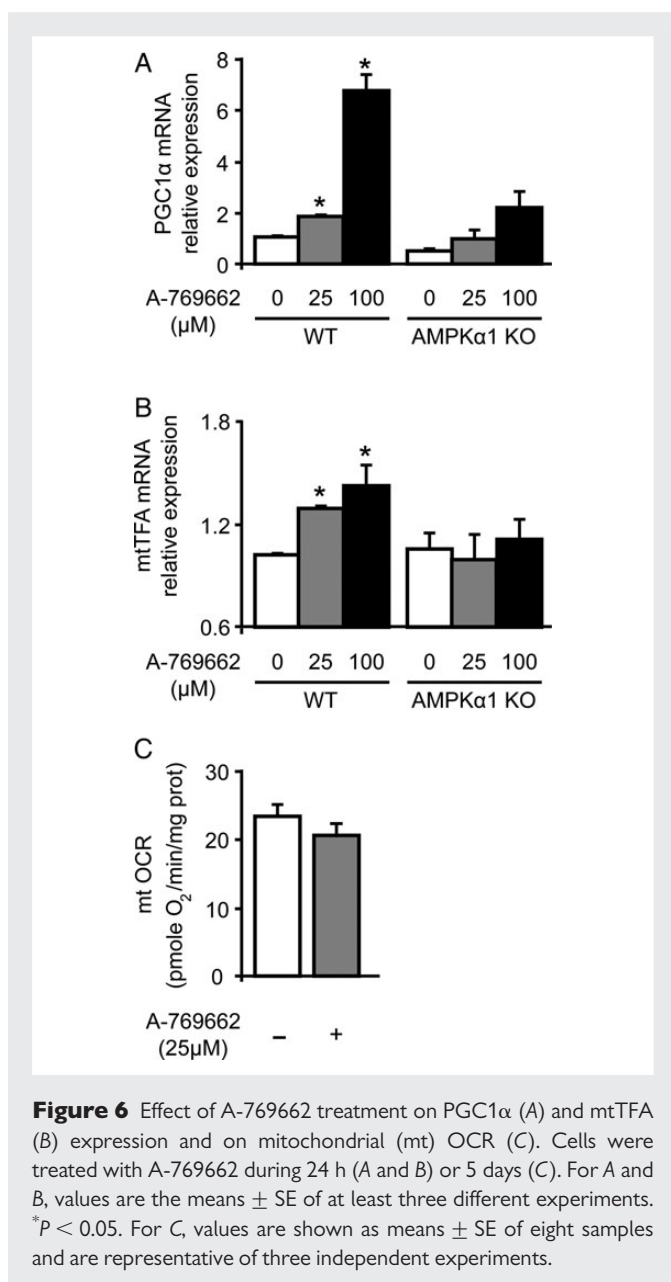 A
PGC1α mRNA
relative expression
8
6
4
2
0
*
*
A-769662
(µM)
0 25 100 0 25 100
WT AMPKα1 KO
B
mtTFA mRNA
relative expression
1.8
1.2
0.6
*
*
A-769662
(µM)
0 25 100 0 25 100
WT AMPKα1 KO
C
mt OCR
(pmole O₂/min/mg prot)
30
20
10
0
A-769662
(25µM)
– +
Figure 6 Effect of A-769662 treatment on PGC1α (A) and mtTFA
(B) expression and on mitochondrial (mt) OCR (C). Cells were
treated with A-769662 during 24 h (A and B) or 5 days (C). For A and
B, values are the means ± SE of at least three different experiments.
*P < 0.05. For C, values are shown as means ± SE of eight samples
and are representative of three independent experiments.